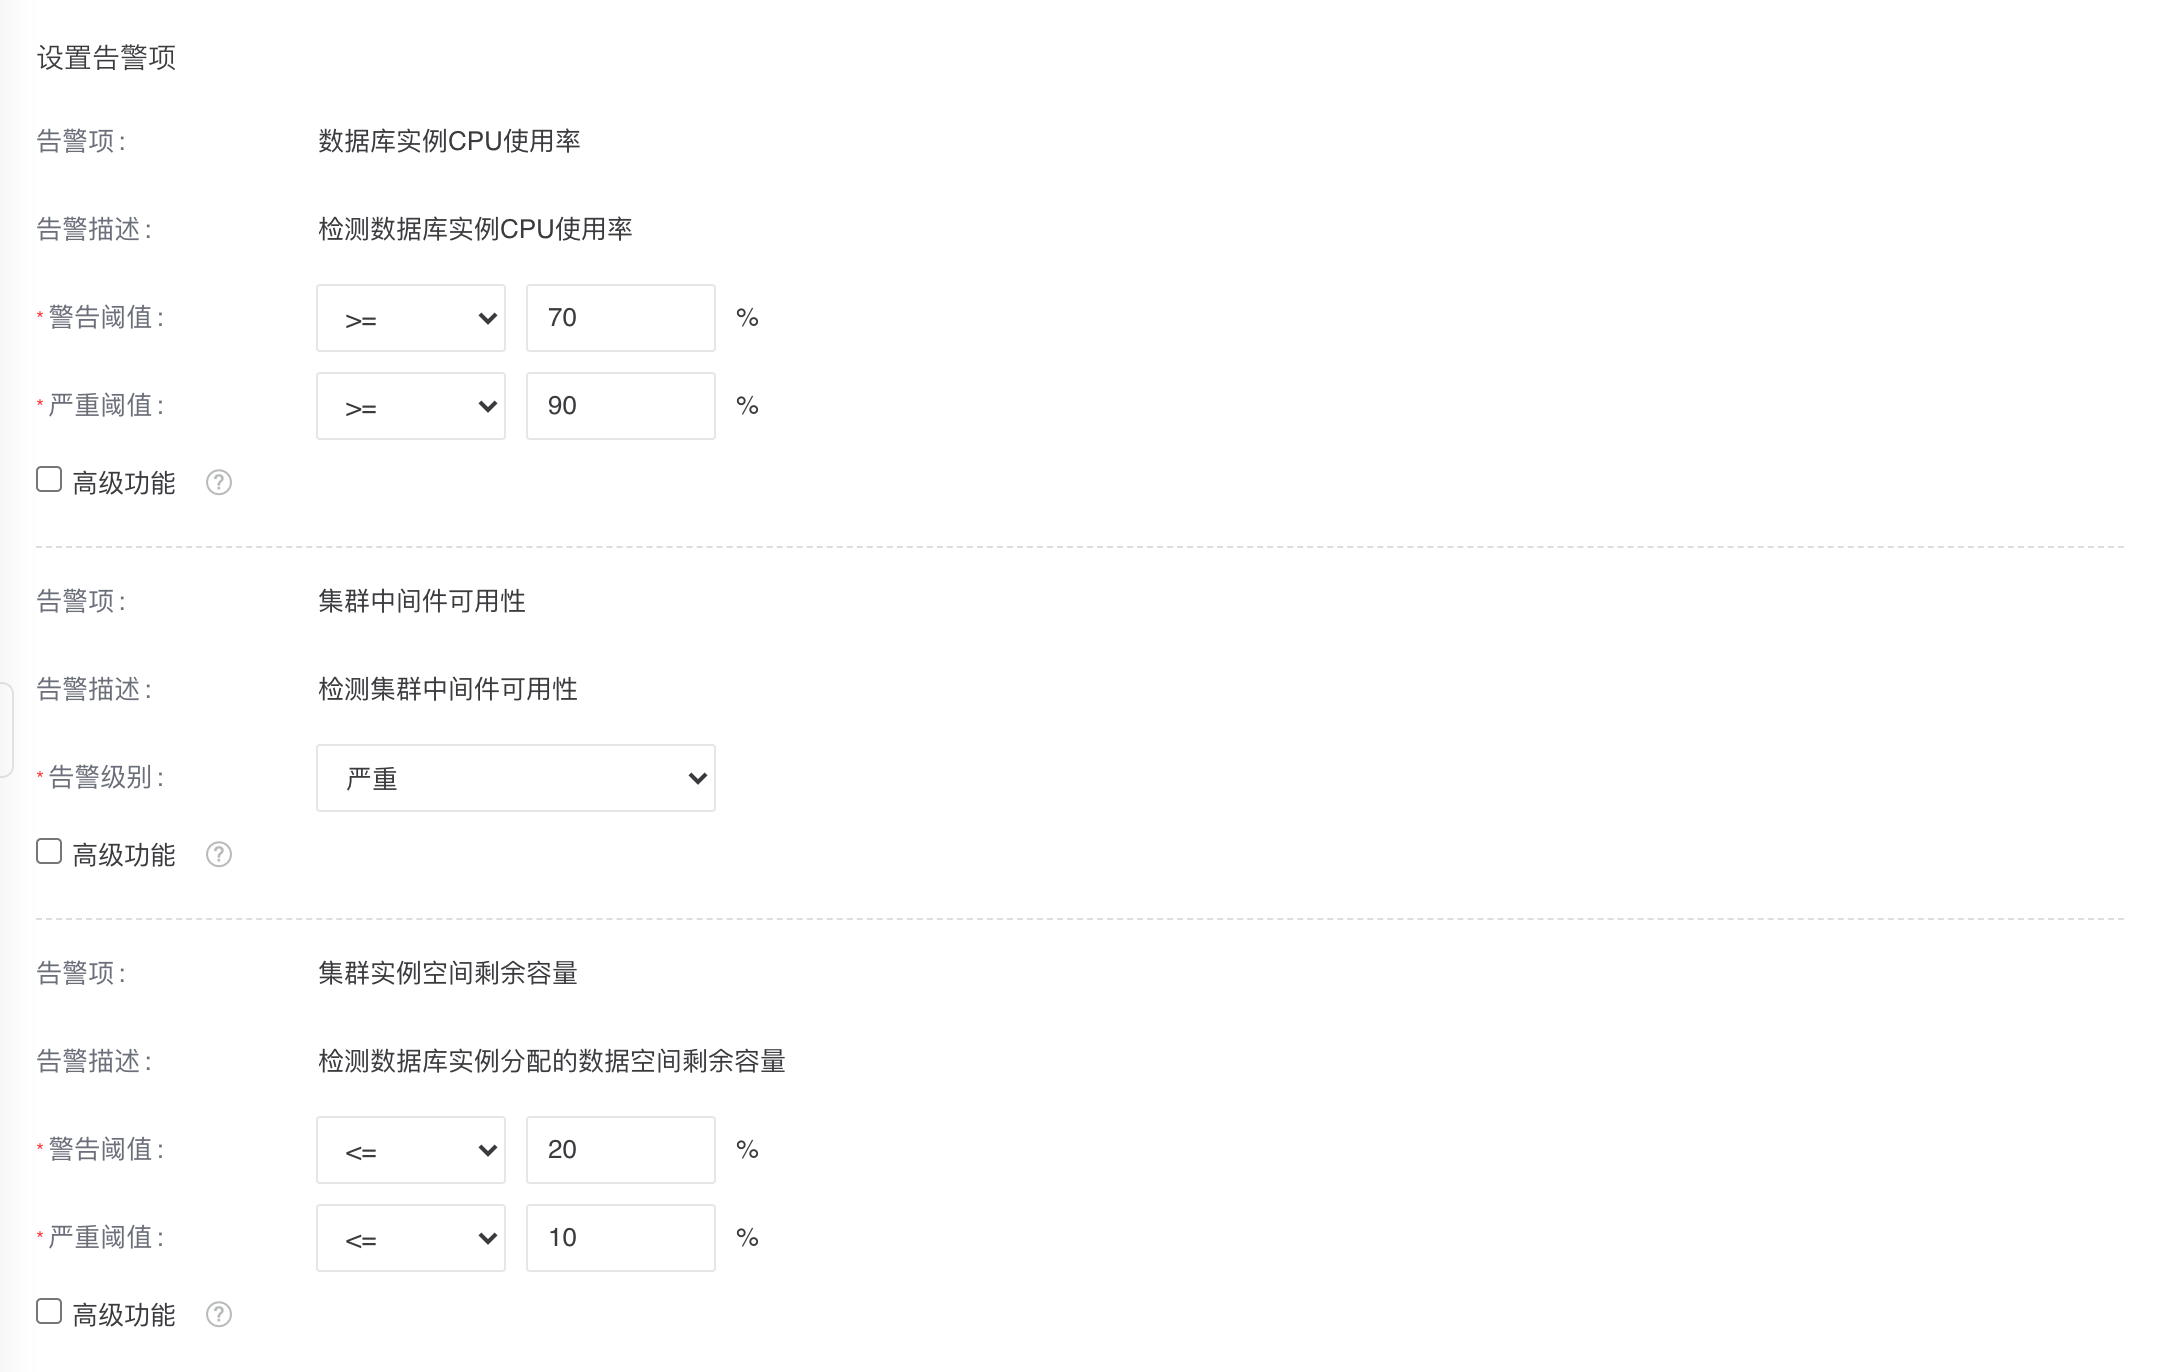 设置告警项
告警项: 数据库实例CPU使用率
告警描述: 检测数据库实例CPU使用率
* 警告阈值: >= 70 %
* 严重阈值: >= 90 %
高级功能 ?
告警项: 集群中间件可用性
告警描述: 检测集群中间件可用性
* 告警级别: 严重
高级功能 ?
告警项: 集群实例空间剩余容量
告警描述: 检测数据库实例分配的数据空间剩余容量
* 警告阈值: <= 20 %
* 严重阈值: <= 10 %
高级功能 ?